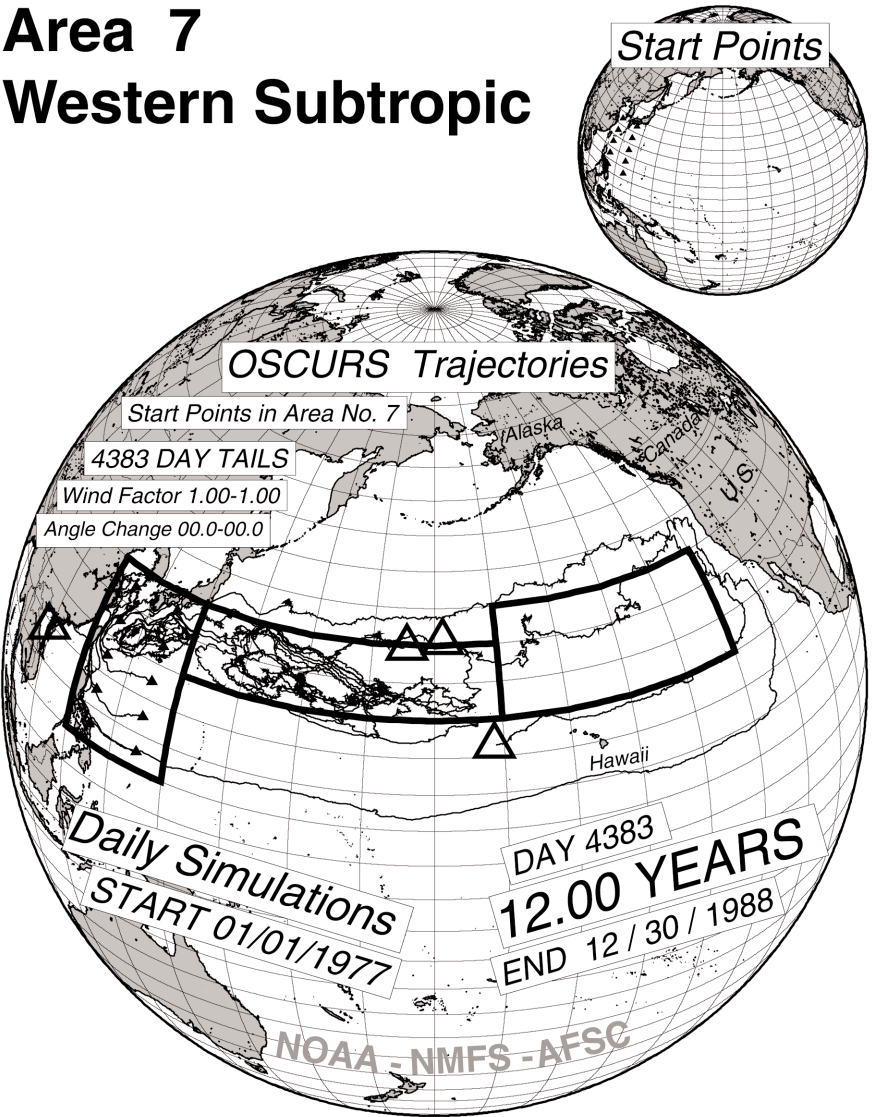 Area 7
Western Subtropic
Start Points
OSCURS Trajectories
Start Points in Area No. 7
4383 DAY TAILS
Wind Factor 1.00-1.00
Angle Change 00.0-00.0
Alaska
Canada
U.S.
Hawaii
Daily Simulations
START 01/01/1977
DAY 4383
12.00 YEARS
END 12 / 30 / 1988
NOAA - NMFS - AFSC